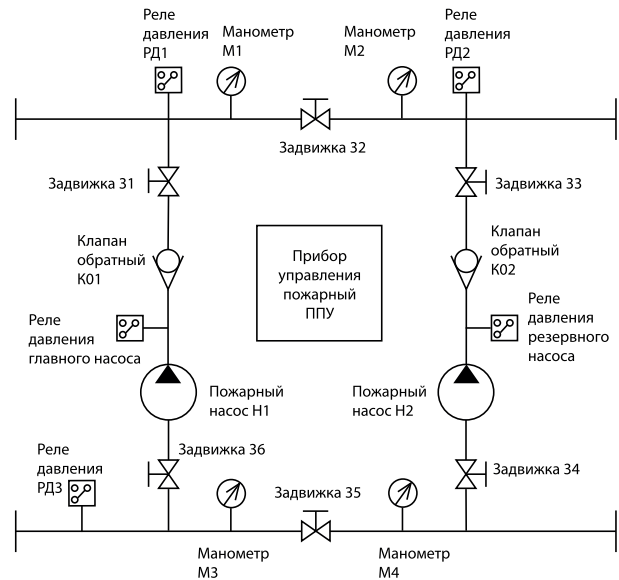 Реле
давления
РД1
Манометр
М1
Манометр
М2
Реле
давления
РД2
Задвижка 32
Задвижка 31
Задвижка 33
Клапан
обратный
К01
Прибор
управления
пожарный
ППУ
Клапан
обратный
К02
Реле
давления
главного насоса
Реле
давления
резервного
насоса
Пожарный
насос Н1
Пожарный
насос Н2
Реле
давления
РД3
Задвижка 36
Задвижка 35
Задвижка 34
Манометр
М3
Манометр
М4